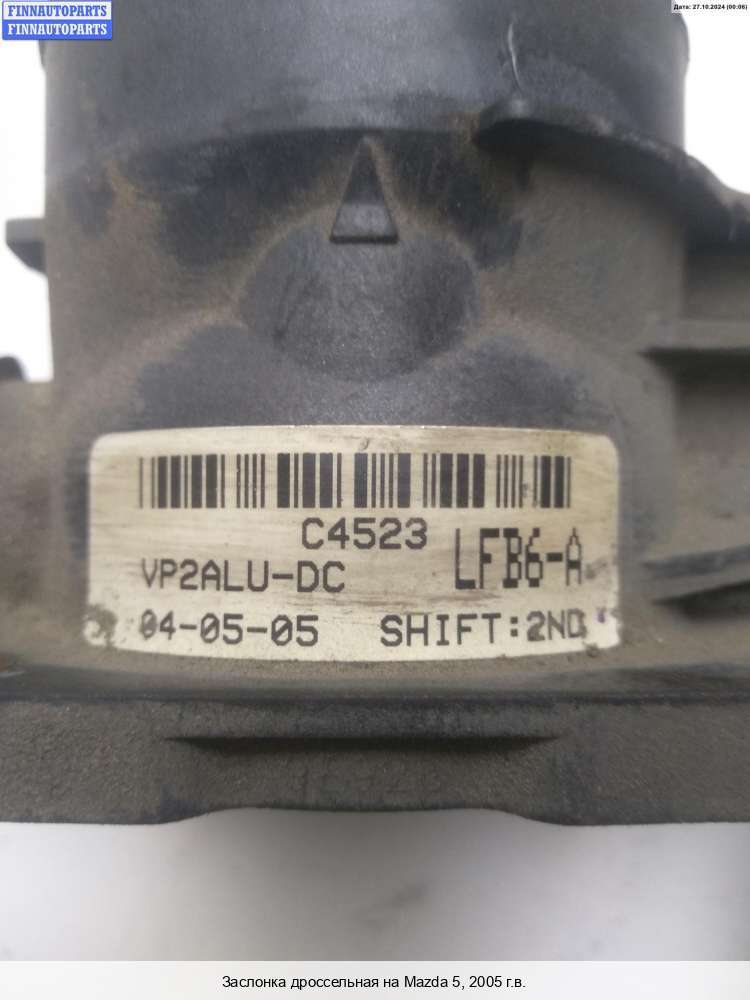 FINNAUTOPARTS
FINNAUTOPARTS
Дата: 27.10.2024 (00:06)
C4523
LFB6-A
VP2ALU-DC
04-05-05 SHIFT:2ND
Заслонка дроссельная на Mazda 5, 2005 г.в.